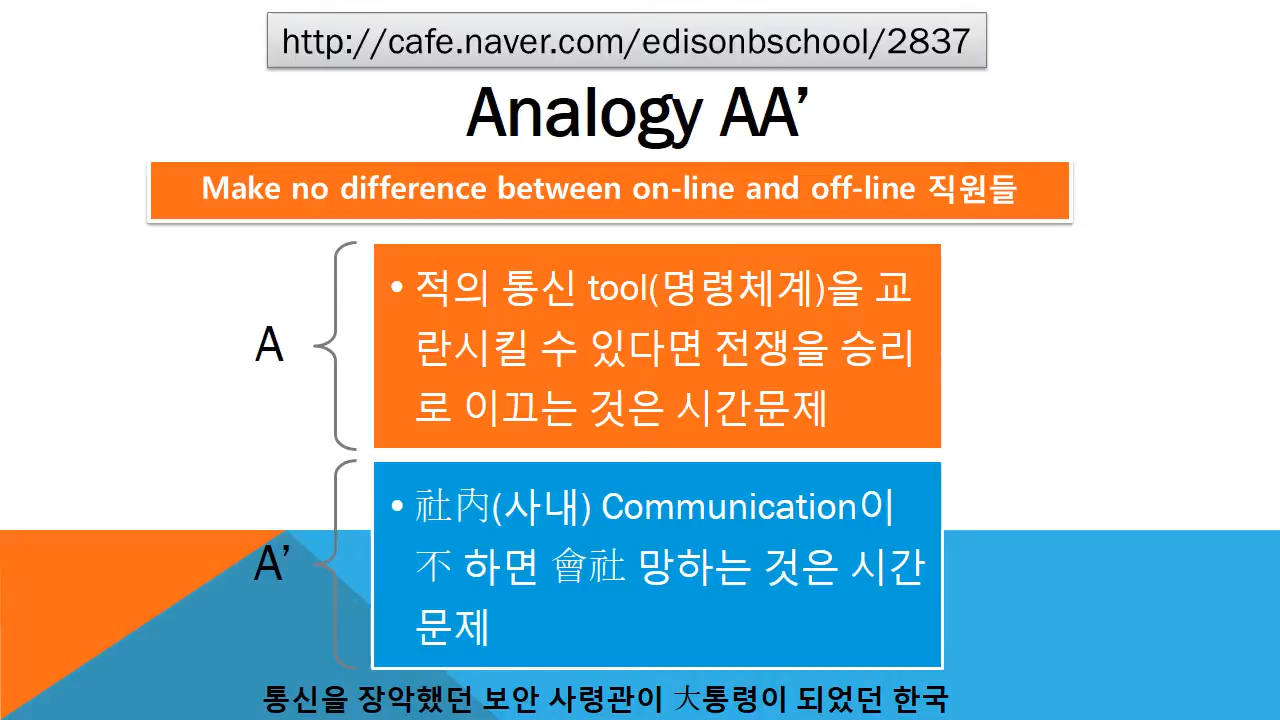 http://cafe.naver.com/edisonbschool/2837
Analogy AA’
Make no difference between on-line and off-line 직원들
A
• 적의 통신 tool(명령체계)을 교
란시킬 수 있다면 전쟁을 승리
로 이끄는 것은 시간문제
A’
• 社內(사내) Communication이
不 하면 會社 망하는 것은 시간
문제
통신을 장악했던 보안 사령관이 大통령이 되었던 한국